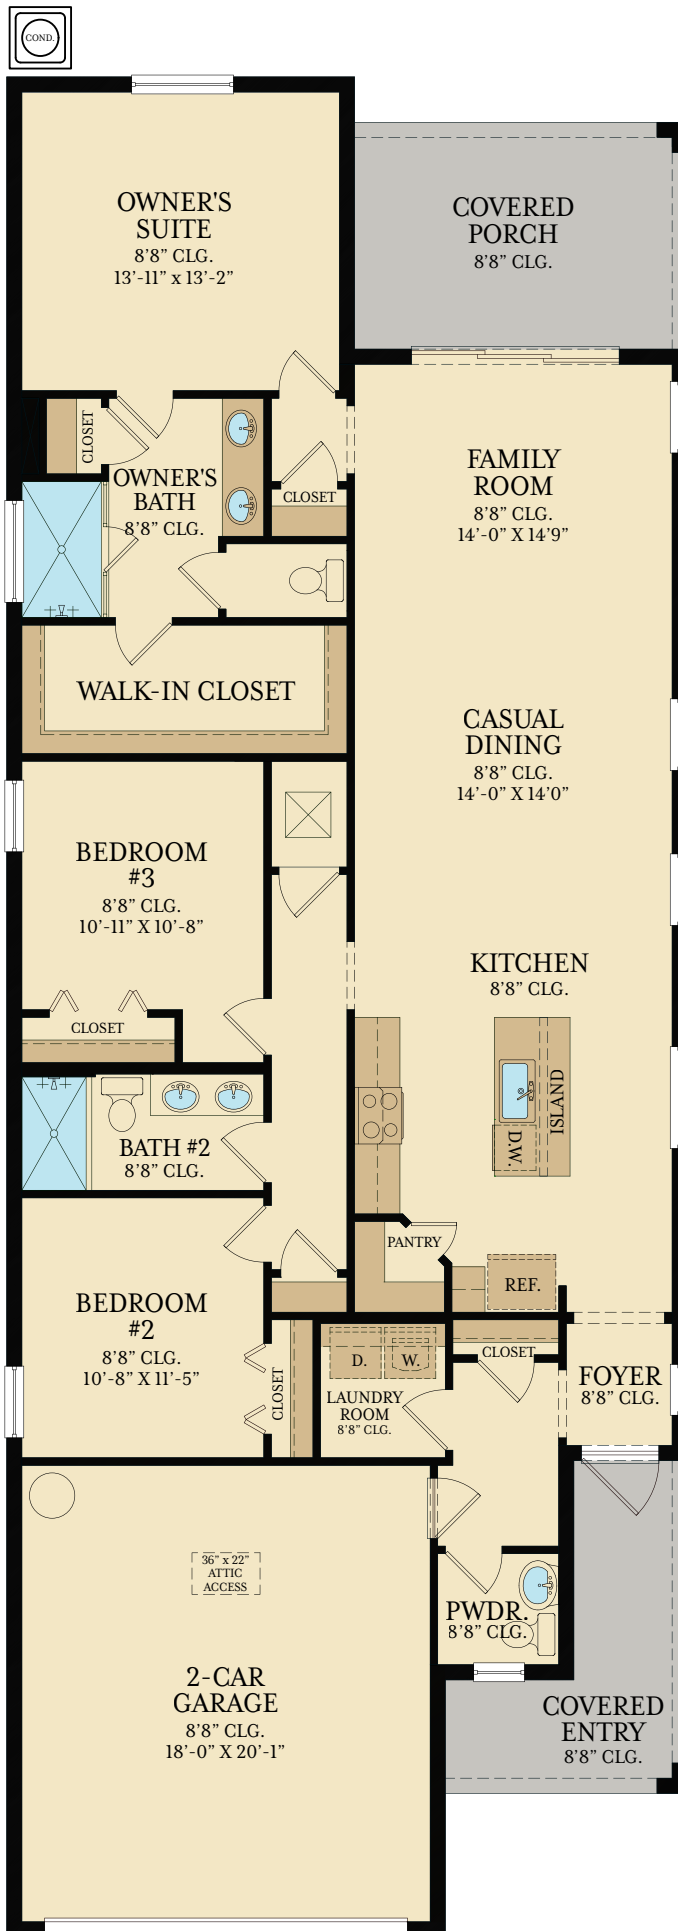 COND.
OWNER'S
SUITE
8'8" CLG.
13'-11" x 13'-2"
COVERED
PORCH
8'8" CLG.
CLOSET
OWNER'S
BATH
8'8" CLG.
CLOSET
FAMILY
ROOM
8'8" CLG.
14'-0" X 14'9"
WALK-IN CLOSET
CASUAL
DINING
8'8" CLG.
14'-0" X 14'0"
BEDROOM
#3
8'8" CLG.
10'-11" X 10'-8"
CLOSET
KITCHEN
8'8" CLG.
ISLAND
D.W.
BATH #2
8'8" CLG.
PANTRY
REF.
BEDROOM
#2
8'8" CLG.
10'-8" X 11'-5"
CLOSET
D.
W.
LAUNDRY
ROOM
8'8" CLG.
CLOSET
FOYER
8'8" CLG.
36" x 22"
ATTIC
ACCESS
PWDR.
8'8" CLG.
2-CAR
GARAGE
8'8" CLG.
18'-0" X 20'-1"
COVERED
ENTRY
8'8" CLG.